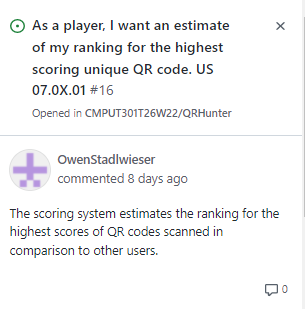 As a player, I want an estimate
of my ranking for the highest
scoring unique QR code. US
07.0X.01 #16
Opened in CMPUT301T26W22/QRHunter
OwenStadlwieser
commented 8 days ago
The scoring system estimates the ranking for the
highest scores of QR codes scanned in
comparison to other users.
0